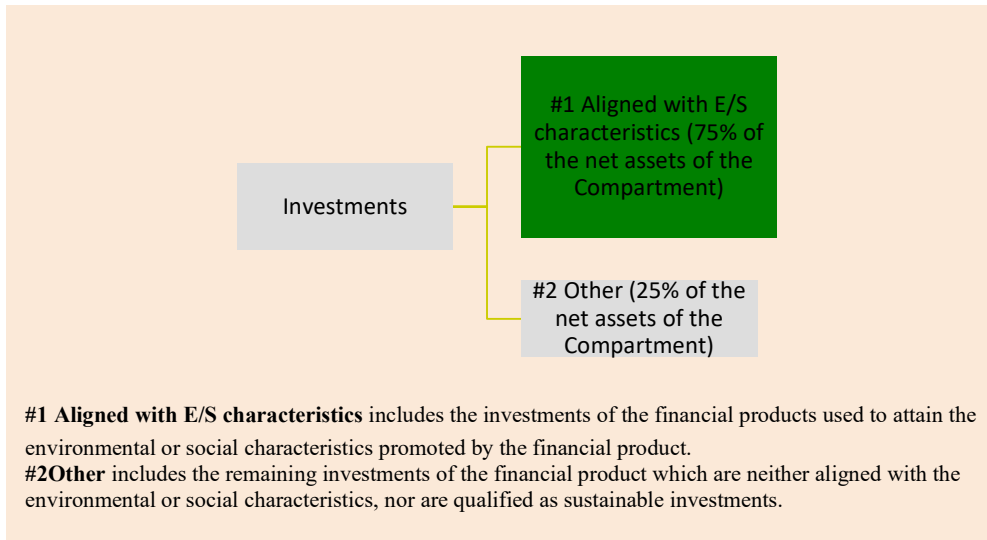 #1 Aligned with E/S
characteristics (75% of
the net assets of the
Compartment)
Investments
#2 Other (25% of the
net assets of the
Compartment)
#1 Aligned with E/S characteristics includes the investments of the financial products used to attain the
environmental or social characteristics promoted by the financial product.
#2Other includes the remaining investments of the financial product which are neither aligned with the
environmental or social characteristics, nor are qualified as sustainable investments.